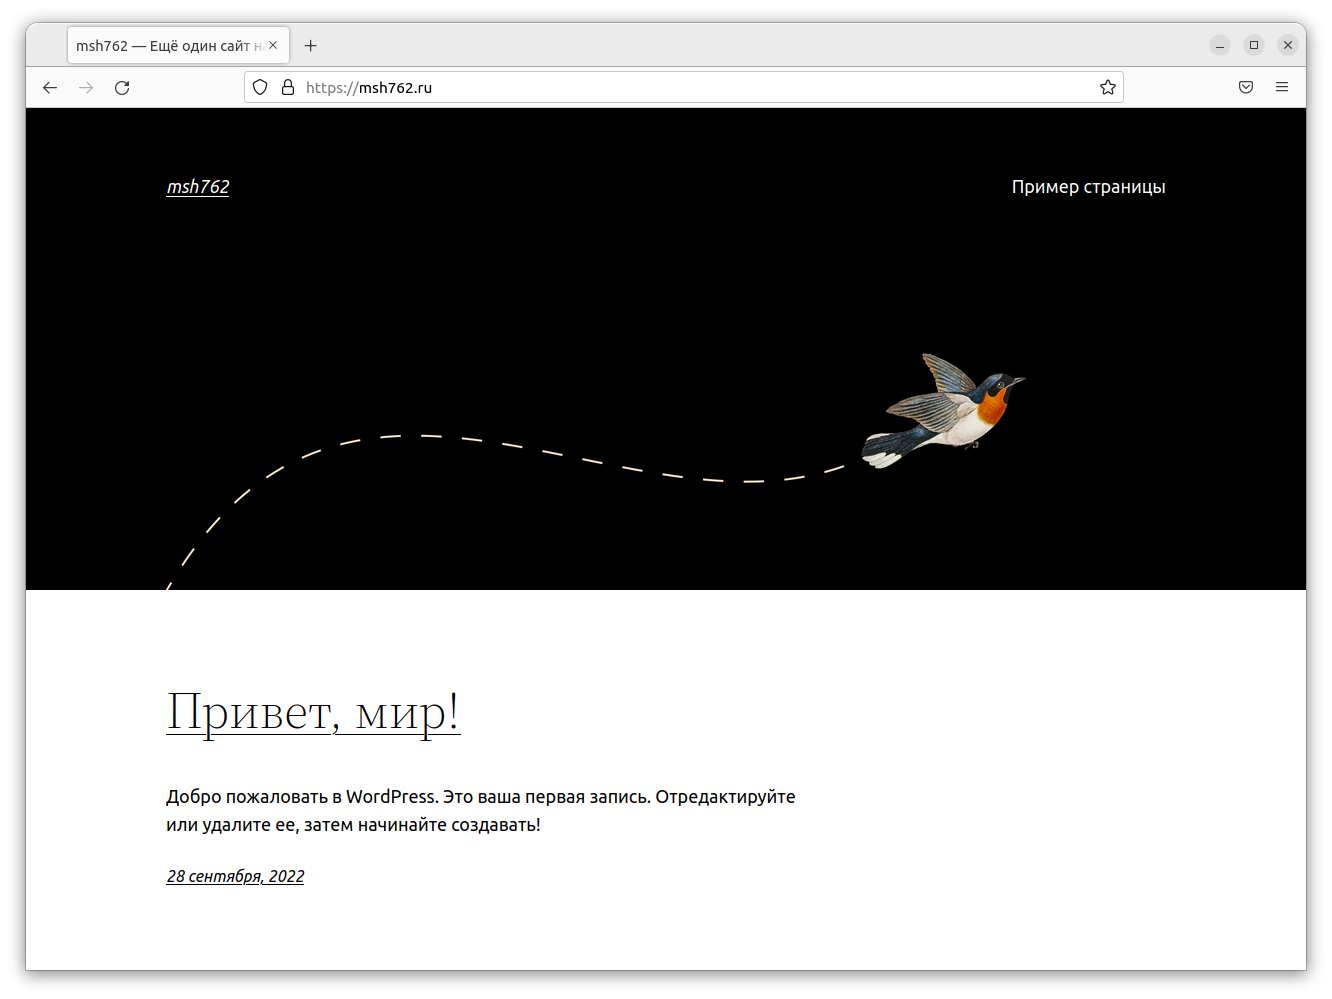 msh762 — Ещё один сайт
https://msh762.ru
msh762
Пример страницы
Привет, мир!
Добро пожаловать в WordPress. Это ваша первая запись. Отредактируйте
или удалите ее, затем начинайте создавать!
28 сентября, 2022